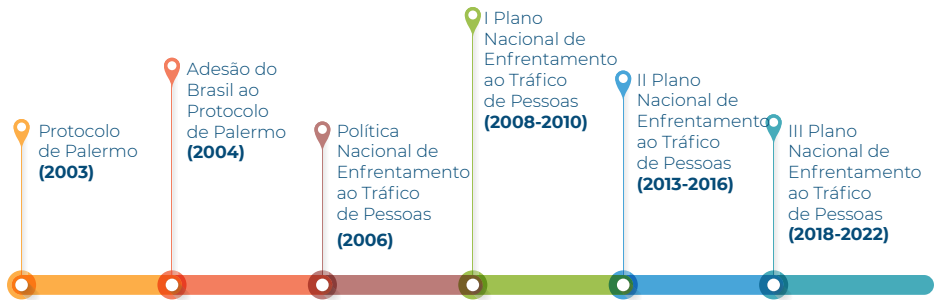 Protocolo
de Palermo
(2003)
Adesão do
Brasil ao
Protocolo
de Palermo
(2004)
Política
Nacional de
Enfrentamento
ao Tráfico
de Pessoas
(2006)
I Plano
Nacional de
Enfrentamento
ao Tráfico
de Pessoas
(2008-2010)
II Plano
Nacional de
Enfrentamento
ao Tráfico
de Pessoas
(2013-2016)
III Plano
Nacional de
Enfrentamento
ao Tráfico
de Pessoas
(2018-2022)